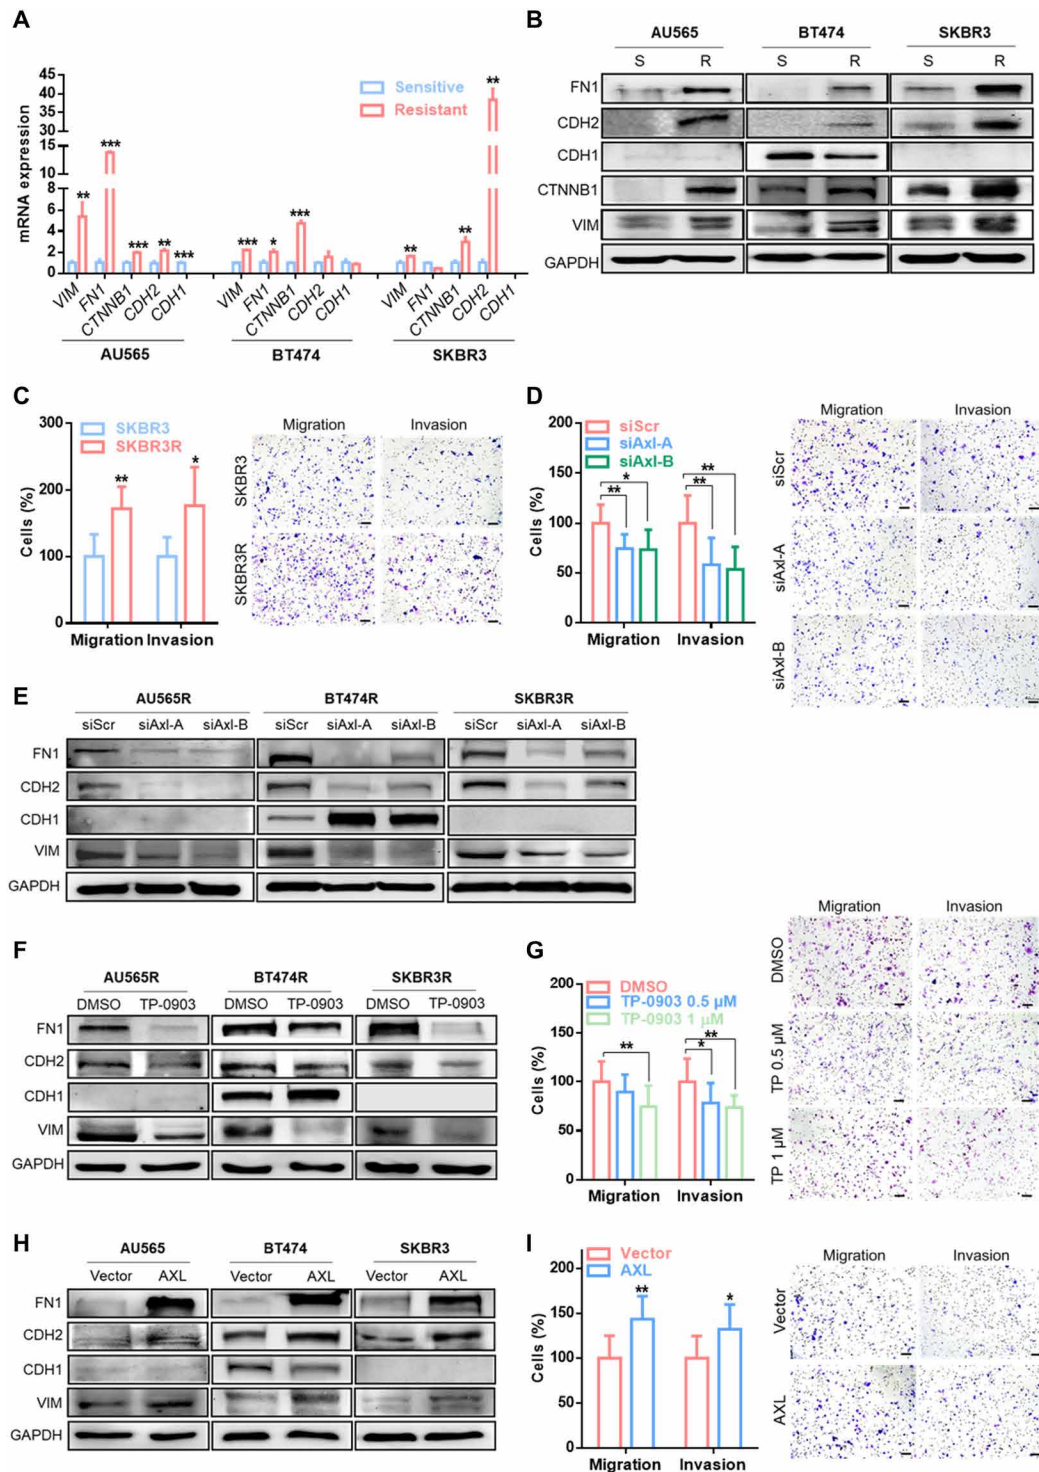 A
mRNA expression
45
40
35
30
25
20
15
10
8
6
4
2
0
Sensitive
Resistant
** *** *** ** ***
*** * ***
** ** **
VIM FN1 CTNNB1 CDH2 CDH1
VIM FN1 CTNNB1 CDH2 CDH1
VIM FN1 CTNNB1 CDH2 CDH1
AU565 BT474 SKBR3
B
AU565 BT474 SKBR3
S R S R S R
FN1
CDH2
CDH1
CTNNB1
VIM
GAPDH
C
Cells (%)
300
200
100
0
SKBR3
SKBR3R
** *
Migration Invasion
Migration Invasion
SKBR3
SKBR3R
D
Cells (%)
200
150
100
50
0
siScr
siAxl-A
siAxl-B
** * ** **
Migration Invasion
Migration Invasion
siScr
siAxl-A
siAxl-B
E
AU565R BT474R SKBR3R
siScr siAxl-A siAxl-B siScr siAxl-A siAxl-B siScr siAxl-A siAxl-B
FN1
CDH2
CDH1
VIM
GAPDH
F
AU565R BT474R SKBR3R
DMSO TP-0903 DMSO TP-0903 DMSO TP-0903
FN1
CDH2
CDH1
VIM
GAPDH
G
Cells (%)
200
150
100
50
0
DMSO
TP-0903 0.5 µM
TP-0903 1 µM
** * **
Migration Invasion
Migration Invasion
DMSO
TP 0.5 µM
TP 1 µM
H
AU565 BT474 SKBR3
Vector AXL Vector AXL Vector AXL
FN1
CDH2
CDH1
VIM
GAPDH
I
Cells (%)
200
150
100
50
0
Vector
AXL
** *
Migration Invasion
Migration Invasion
Vector
AXL